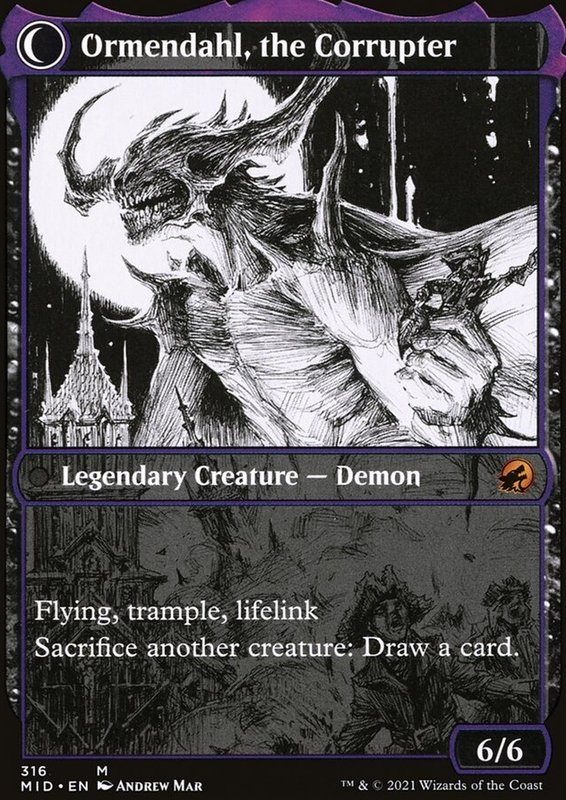 Ormendahl, the Corrupter
Legendary Creature — Demon
Flying, trample, lifelink
Sacrifice another creature: Draw a card.
6/6
316 M
MID • EN Andrew Mar
™ & © 2021 Wizards of the Coast